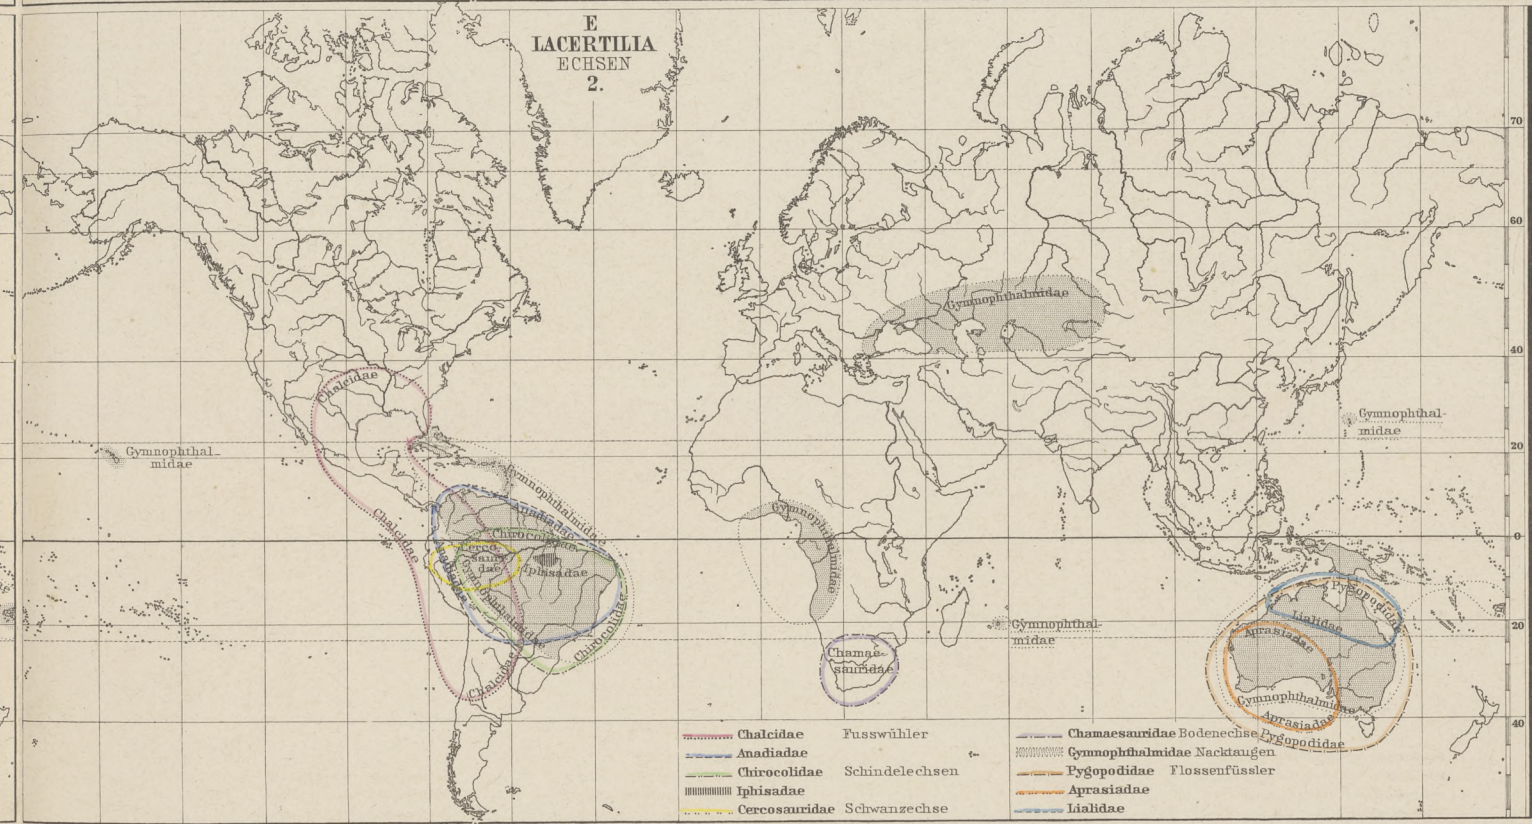 E
LACERTILIA
ECHSEN
2.
70
60
40
20
0
20
40
Gymnophthalmidae
Chalcidae
Gymnophthal-
midae
Gymnophthal-
midae
Gymnophthalmidae
Anadiadae
Chalcidae
Chirocolidae
Cerco-
sauri-
dae
Iphisadae
Anadiadae
Gymnophthalmidae
Chirocolidae
Chalcidae
Gymnophthalmidae
Gymnophthal-
midae
Chamae-
sauridae
Pygopodidae
Lialidae
Aprasiadae
Gymnophthalmidae
Aprasiadae
Pygopodidae
Chalcidae Fusswühler
Anadiadae
Chirocolidae Schindelechsen
Iphisadae
Cercosauridae Schwanzechse
Chamaesauridae Bodenechse
Gymnophthalmidae Nacktaugen
Pygopodidae Flossenfüssler
Aprasiadae
Lialidae